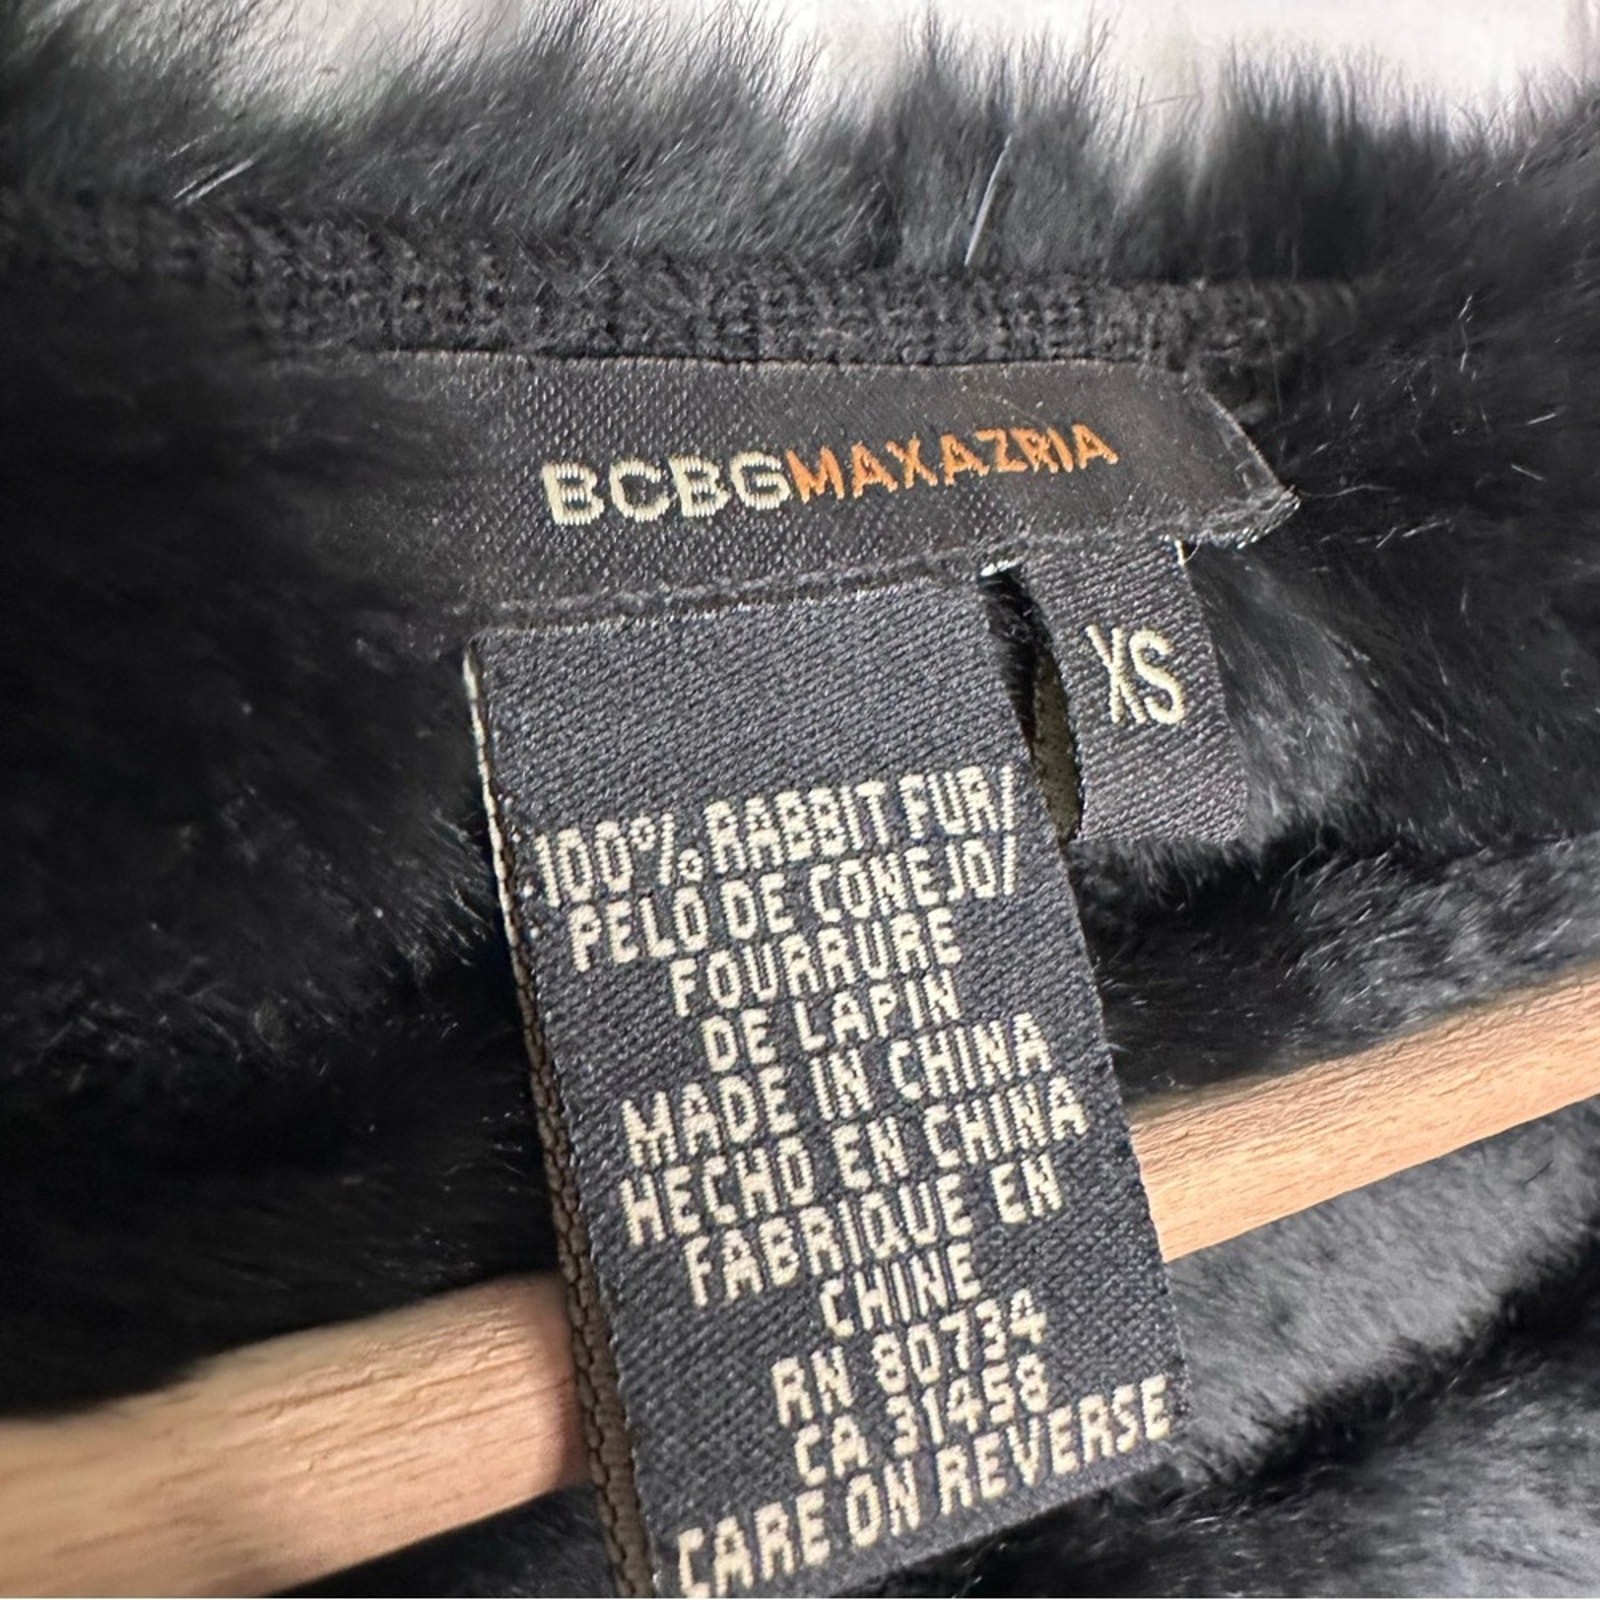 BCBGMAXAZRIA
XS
100% RABBIT FUR/
PELO DE CONEJO/
FOURRURE
DE LAPIN
MADE IN CHINA
HECHO EN CHINA
FABRIQUE EN
CHINE
RN 80734
CA 31458
CARE ON REVERSE